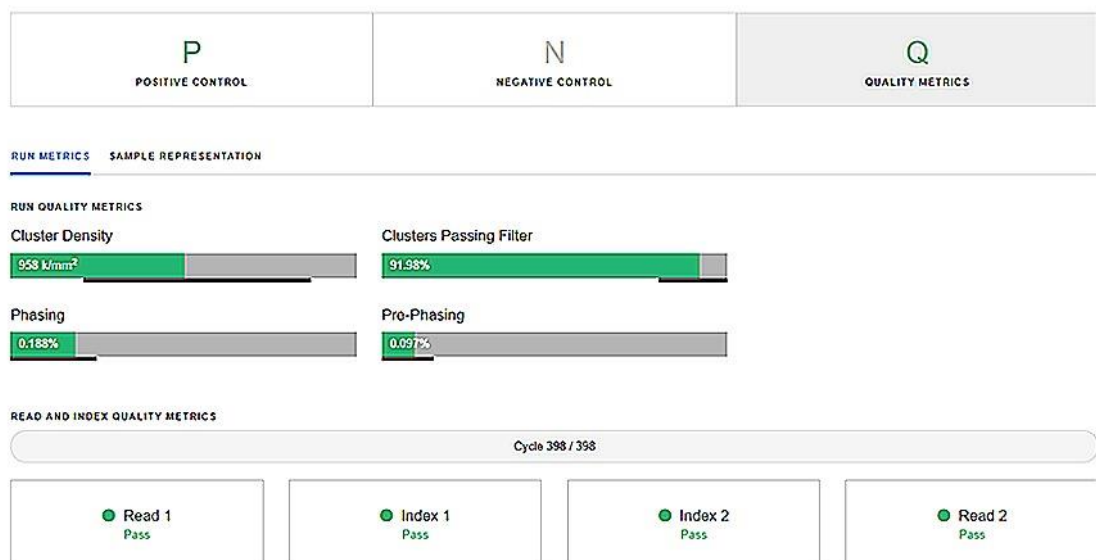 P N Q
POSITIVE CONTROL NEGATIVE CONTROL QUALITY METRICS
RUN METRICS SAMPLE REPRESENTATION
RUN QUALITY METRICS
Cluster Density Clusters Passing Filter
958 k/mm² 91.98%
Phasing Pre-Phasing
0.188% 0.097%
READ AND INDEX QUALITY METRICS
Cycle 398 / 398
Read 1 Index 1 Index 2 Read 2
Pass Pass Pass Pass